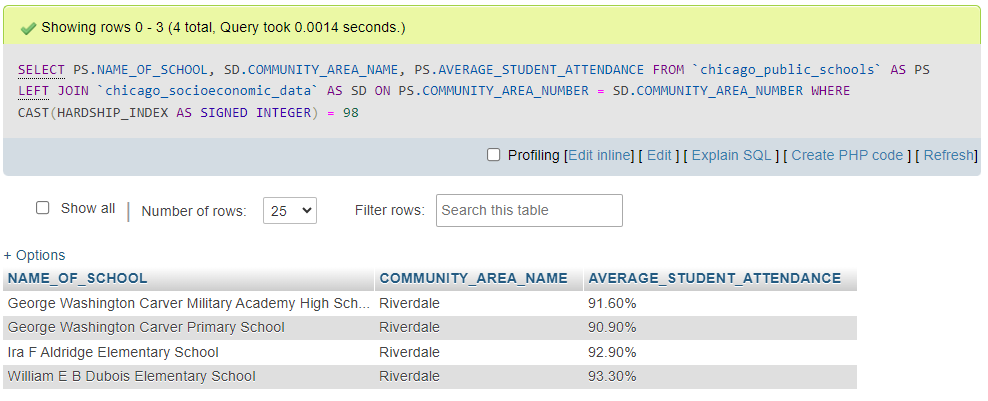 Showing rows 0 - 3 (4 total, Query took 0.0014 seconds.)
SELECT PS.NAME_OF_SCHOOL, SD.COMMUNITY_AREA_NAME, PS.AVERAGE_STUDENT_ATTENDANCE FROM `chicago_public_schools` AS PS
LEFT JOIN `chicago_socioeconomic_data` AS SD ON PS.COMMUNITY_AREA_NUMBER = SD.COMMUNITY_AREA_NUMBER WHERE
CAST(HARDSHIP_INDEX AS SIGNED INTEGER) = 98
Profiling [Edit inline] [ Edit ] [ Explain SQL ] [ Create PHP code ] [ Refresh]
Show all | Number of rows: 25 Filter rows: Search this table
+ Options
NAME_OF_SCHOOL COMMUNITY_AREA_NAME AVERAGE_STUDENT_ATTENDANCE
George Washington Carver Military Academy High Sch... Riverdale 91.60%
George Washington Carver Primary School Riverdale 90.90%
Ira F Aldridge Elementary School Riverdale 92.90%
William E B Dubois Elementary School Riverdale 93.30%